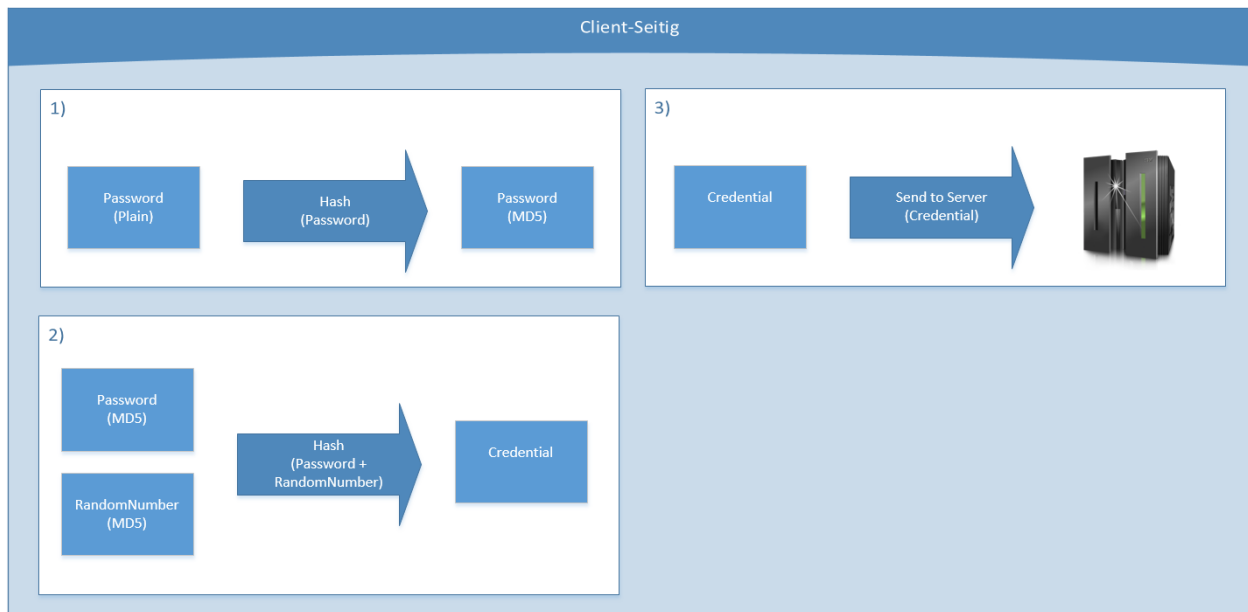 Client-Seitig
1)
Password
(Plain)
Hash
(Password)
Password
(MD5)
2)
Password
(MD5)
RandomNumber
(MD5)
Hash
(Password +
RandomNumber)
Credential
3)
Credential
Send to Server
(Credential)